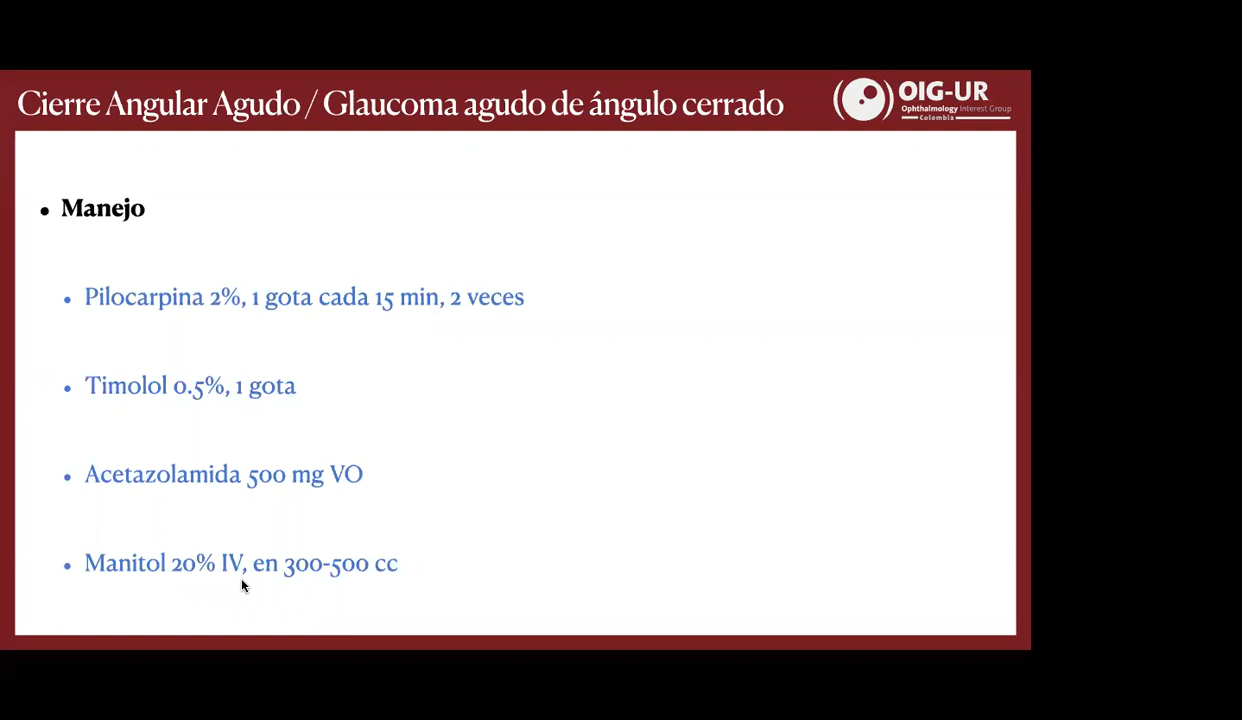 Cierre Angular Agudo / Glaucoma agudo de ángulo cerrado
OIG-UR
Ophthalmology Interest Group
Colombia
• Manejo
• Pilocarpina 2%, 1 gota cada 15 min, 2 veces
• Timolol 0.5%, 1 gota
• Acetazolamida 500 mg VO
• Manitol 20% IV, en 300-500 cc